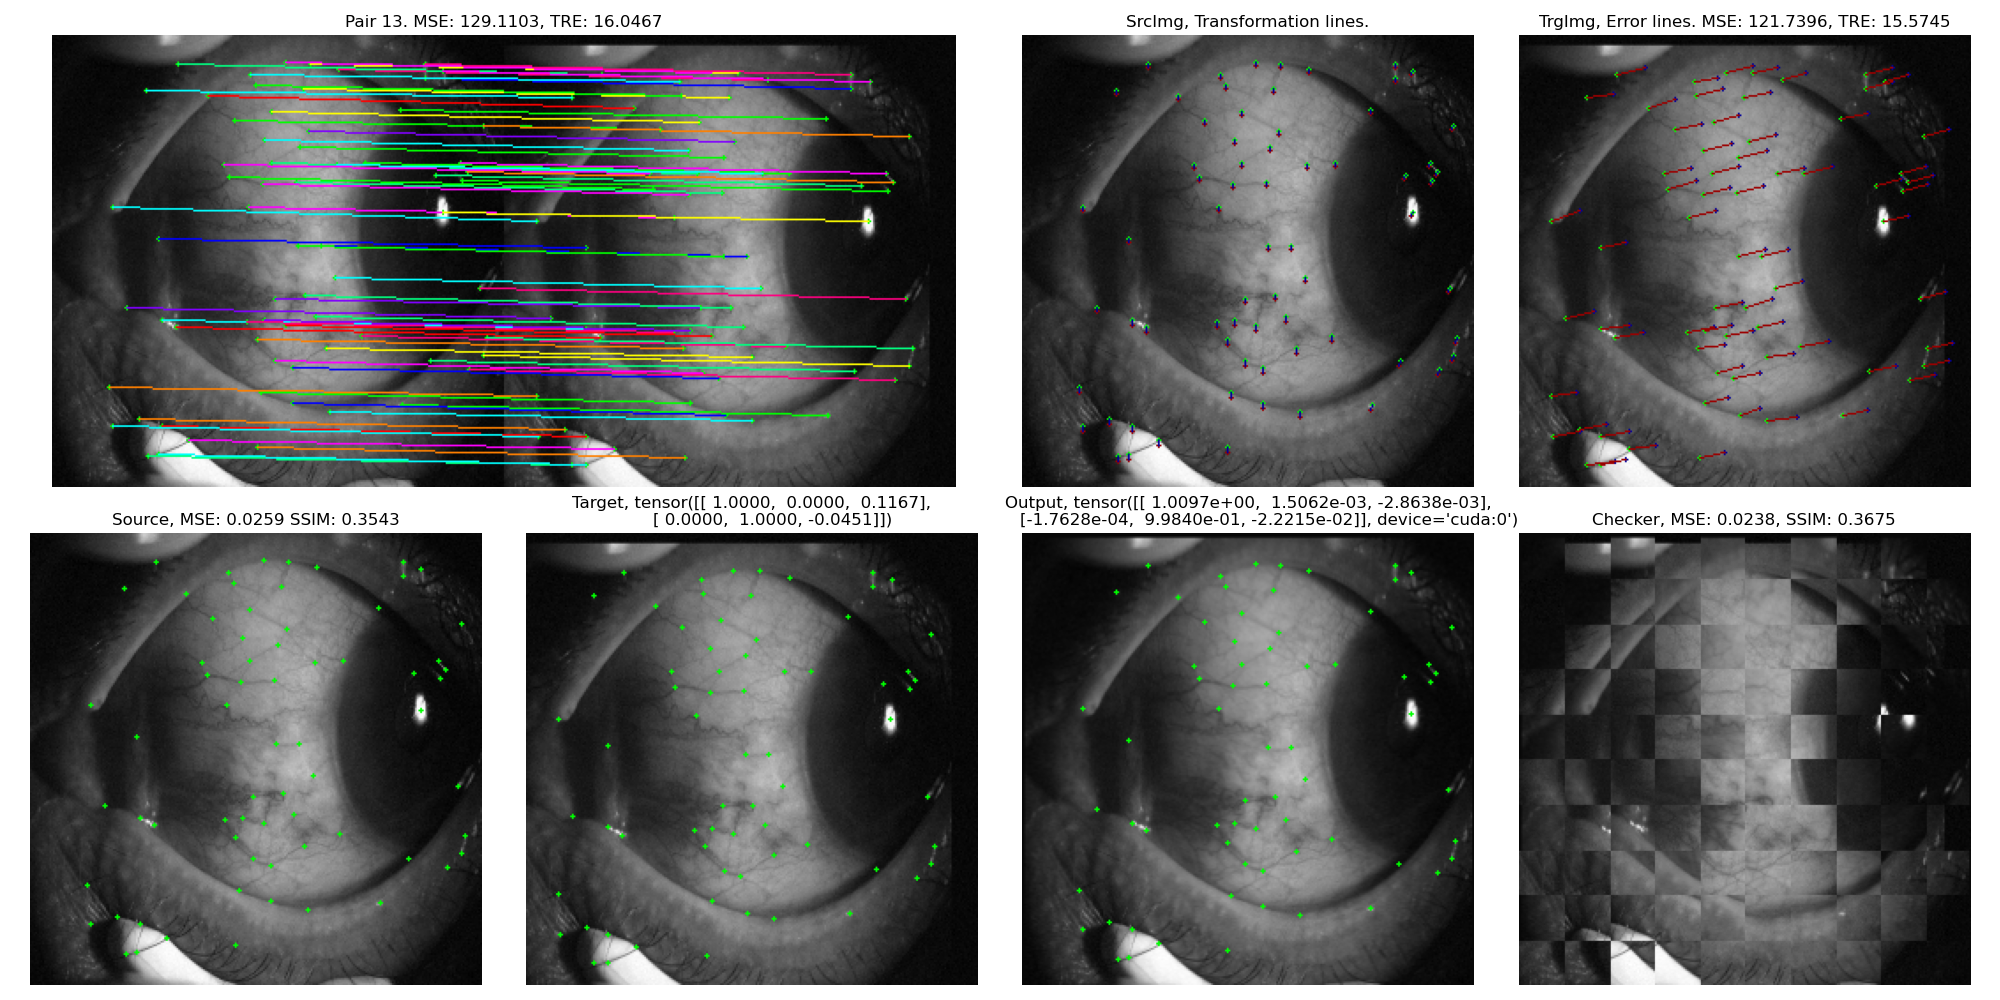 Pair 13. MSE: 129.1103, TRE: 16.0467
SrcImg, Transformation lines.
TrgImg, Error lines. MSE: 121.7396, TRE: 15.5745
Source, MSE: 0.0259 SSIM: 0.3543
Target, tensor([[ 1.0000, 0.0000, 0.1167],
[ 0.0000, 1.0000, -0.0451]])
Output, tensor([[ 1.0097e+00, 1.5062e-03, -2.8638e-03],
[-1.7628e-04, 9.9840e-01, -2.2215e-02]], device='cuda:0')
Checker, MSE: 0.0238, SSIM: 0.3675